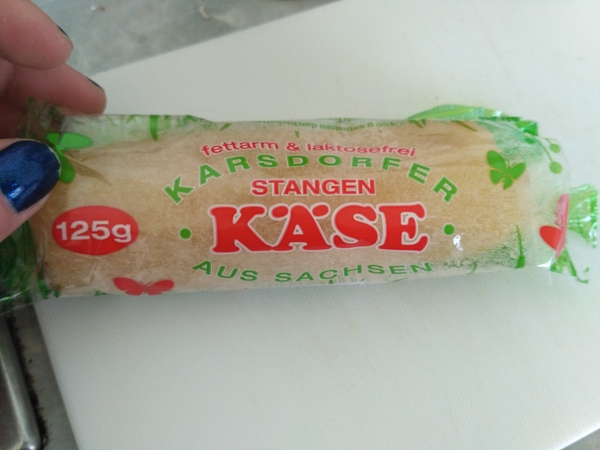 fettarm & laktosefrei
KARSDORFER
STANGEN
KÄSE
AUS SACHSEN
125g